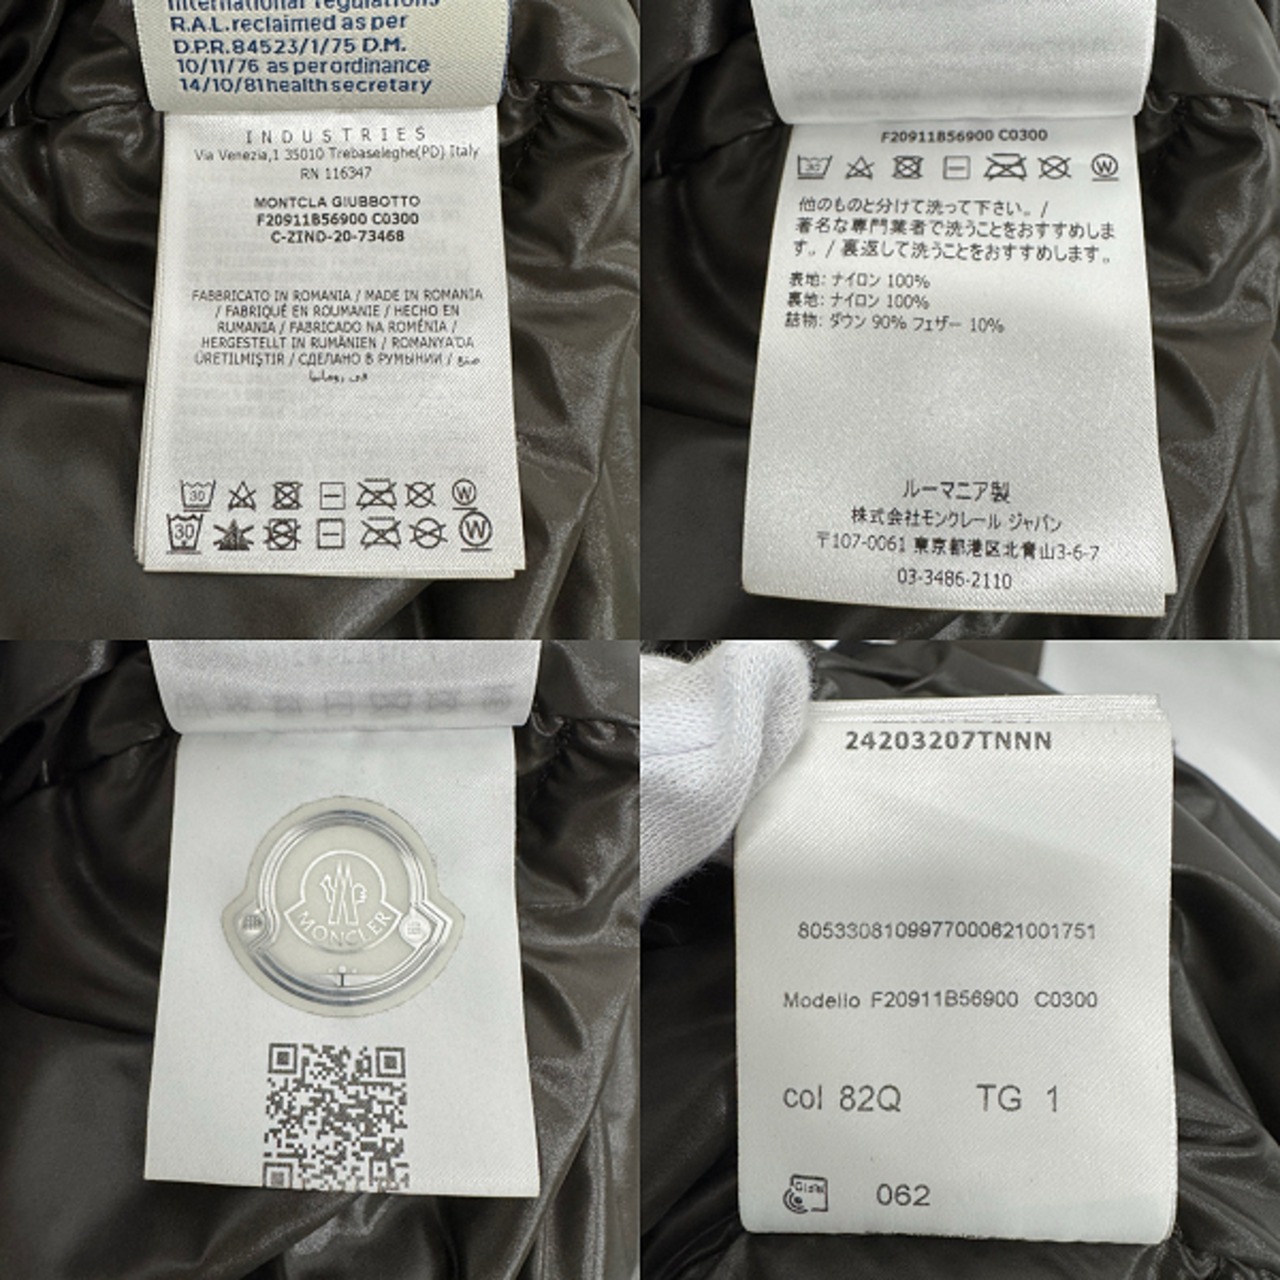 International regulations
R.A.L. reclaimed as per
D.P.R. 84523/1/75 D.M.
10/11/76 as per ordinance
14/10/81 health secretary
INDUSTRIES
Via Venezia,1 35010 Trebaseleghe(PD) Italy
RN 116347
MONTCLA GIUBBOTTO
F20911B56900 C0300
C-ZIND-20-73468
FABBRICATO IN ROMANIA / MADE IN ROMANIA
/ FABRIQUÉ EN ROUMANIE / HECHO EN
RUMANIA / FABRICADO NA ROMÉNIA /
HERGESTELLT IN RUMÄNIEN / ROMANYA'DA
ÜRETILMIŞTIR / СДЕЛАНО В РУМЫНИИ / صنع
في رومانيا
30 W
30 W
F20911B56900 C0300
W
他のものと分けて洗って下さい。/
著名な専門業者で洗うことをおすすめしま
す。/ 裏返して洗うことをおすすめします。
表地: ナイロン 100%
裏地: ナイロン 100%
詰物: ダウン 90% フェザー 10%
ルーマニア製
株式会社モンクレール ジャパン
〒107-0061 東京都港区北青山3-6-7
03-3486-2110
MONCLER
24203207TNNN
8053308109977000621001751
Modello F20911B56900 C0300
col 82Q TG 1
062